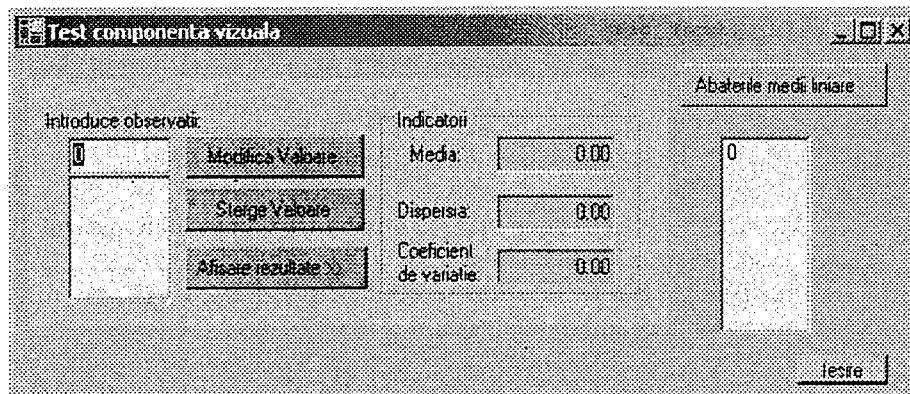 Test componenta vizuala
Abaterile medii liniare
Introduce observatii:
0
Modifica Valoare
Sterge Valoare
Afisare rezultate >>
Indicatori
Media: 0.00
Dispersia: 0.00
Coeficient
de variatie: 0.00
0
Iesire